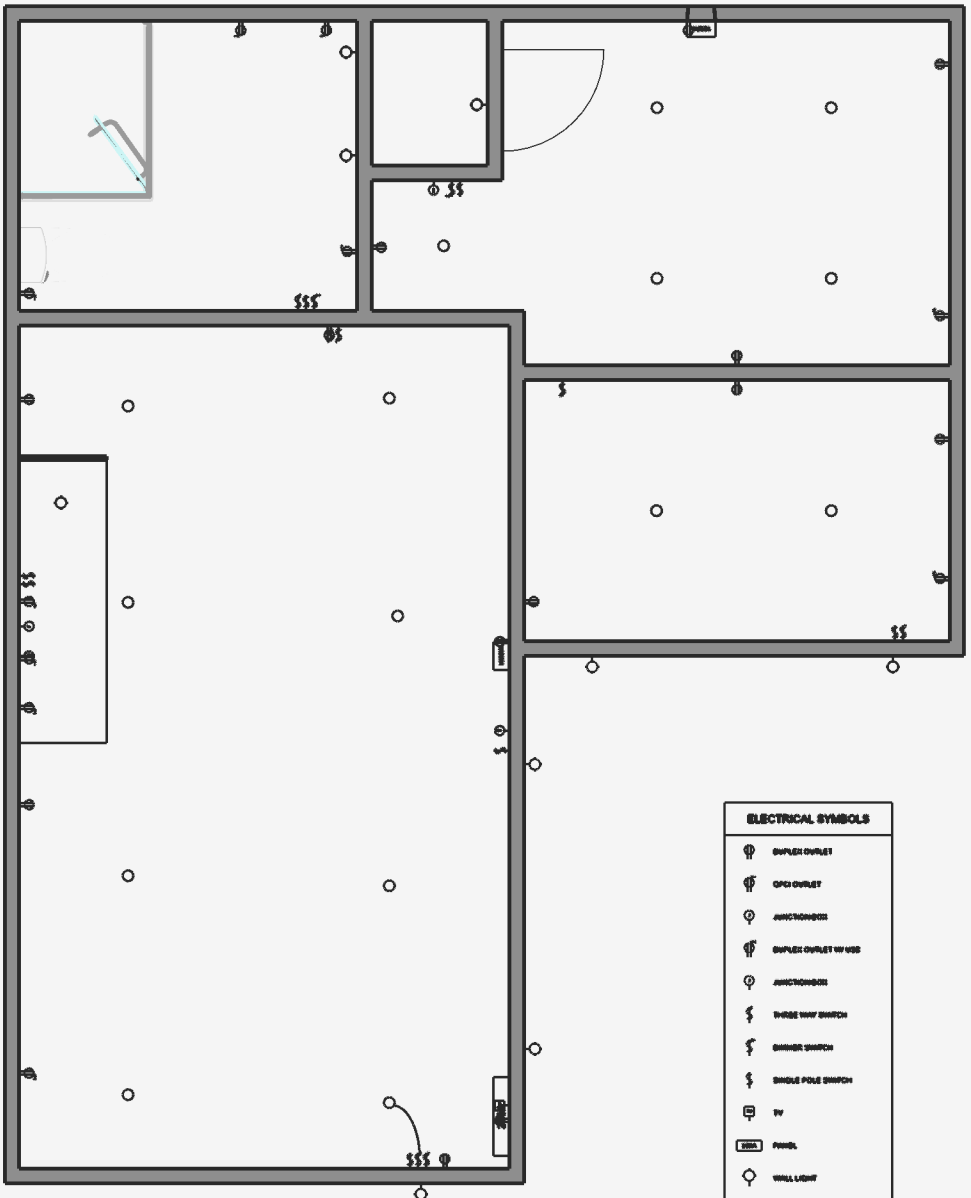 ELECTRICAL SYMBOLS
DUPLEX OUTLET
GFCI OUTLET
JUNCTION BOX
DUPLEX OUTLET W/ USB
JUNCTION BOX
THREE WAY SWITCH
DIMMER SWITCH
SINGLE POLE SWITCH
TV
PANEL
WALL LIGHT